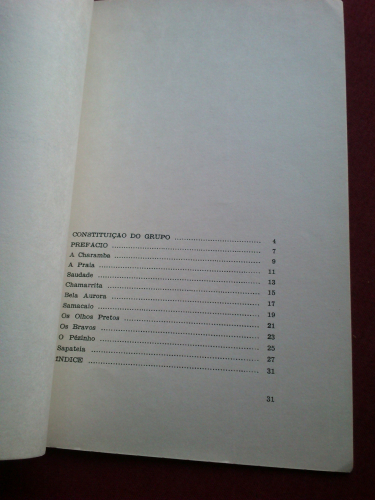 CONSTITUIÇAO DO GRUPO ........ 4
PREFACIO ........ 7
A Charamba ........ 9
A Praia ........ 11
Saudade ........ 13
Chamarrita ........ 15
Bela Aurora ........ 17
Samacaio ........ 19
Os Olhos Pretos ........ 21
Os Bravos ........ 23
O Pézinho ........ 25
Sapateia ........ 27
INDICE ........ 31
31